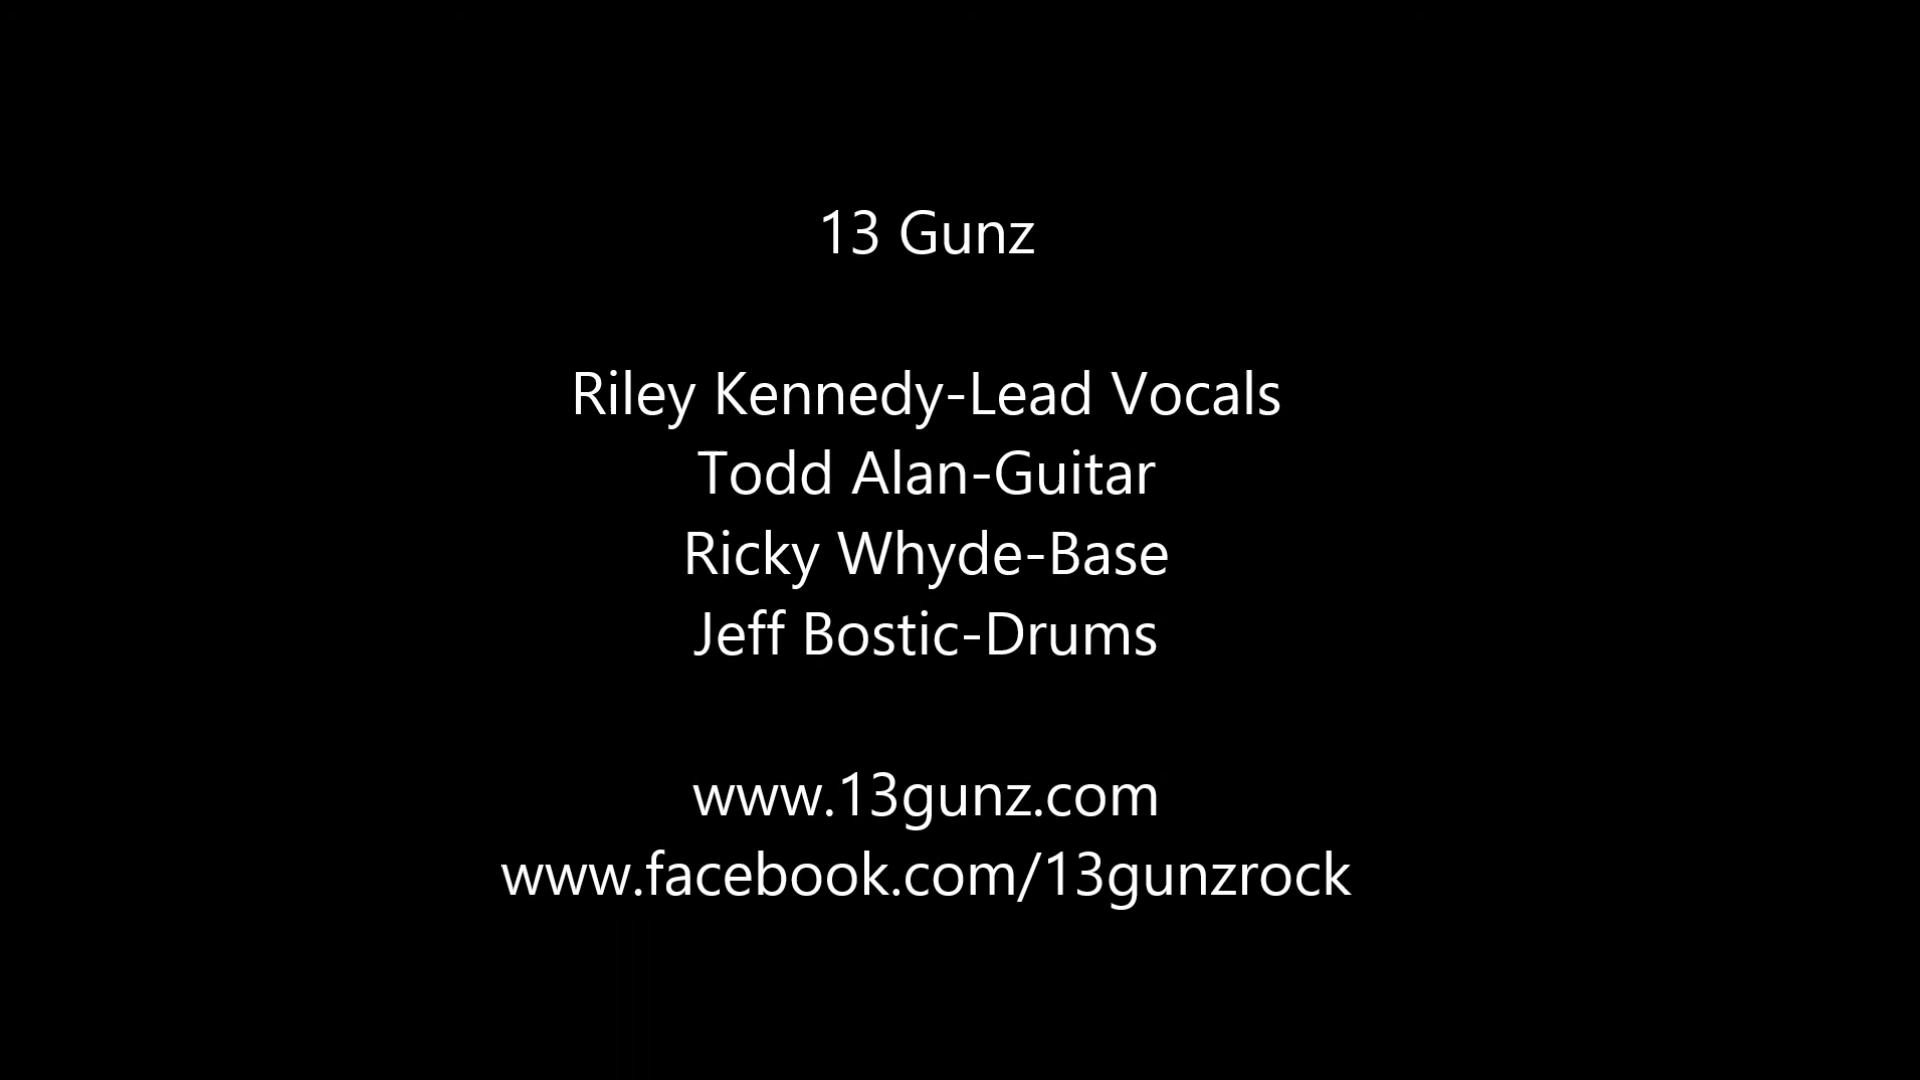 13 Gunz
Riley Kennedy-Lead Vocals
Todd Alan-Guitar
Ricky Whyde-Base
Jeff Bostic-Drums
www.13gunz.com
www.facebook.com/13gunzrock